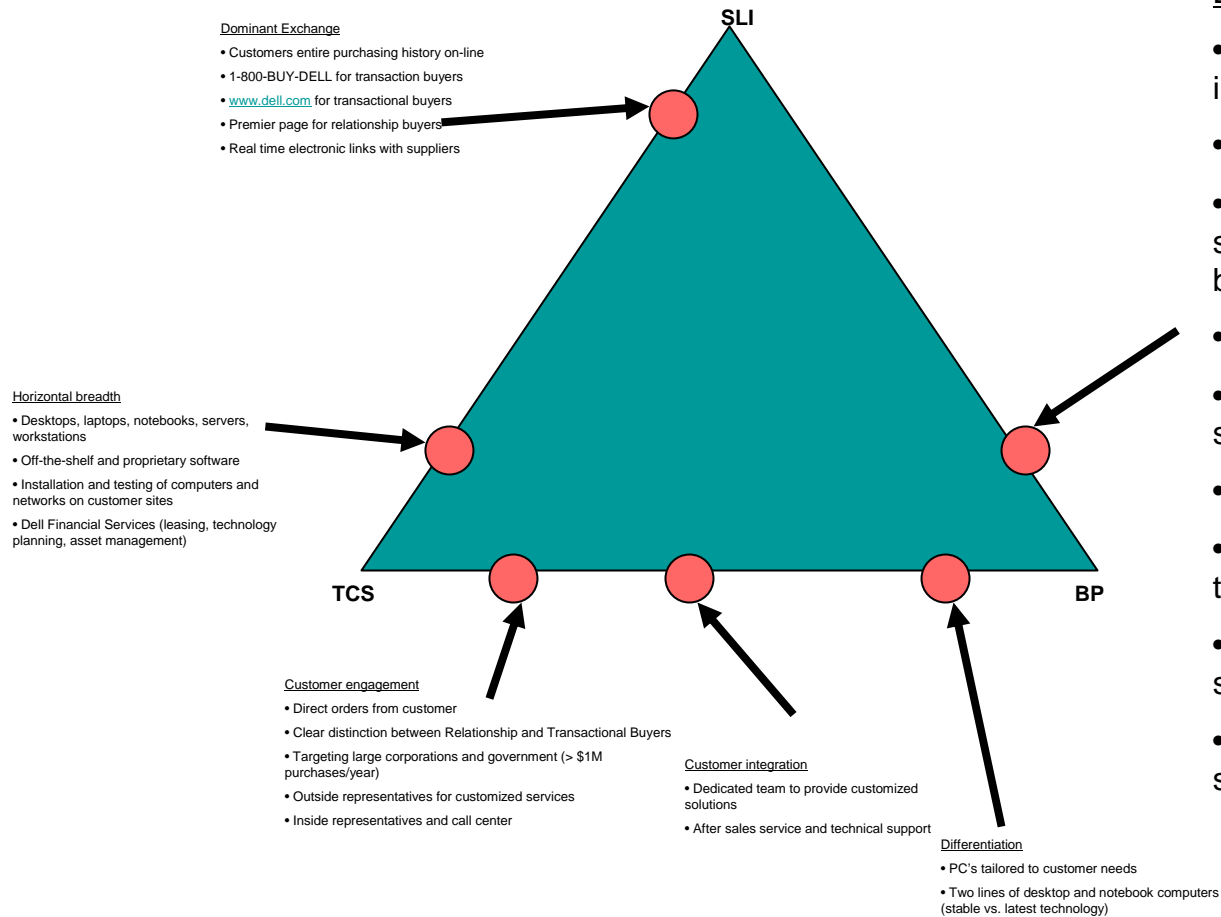 SLI
Dominant Exchange
• Customers entire purchasing history on-line
• 1-800-BUY-DELL for transaction buyers
• www.dell.com for transactional buyers
• Premier page for relationship buyers
• Real time electronic links with suppliers
Horizontal breadth
• Desktops, laptops, notebooks, servers,
workstations
• Off-the-shelf and proprietary software
• Installation and testing of computers and
networks on customer sites
• Dell Financial Services (leasing, technology
planning, asset management)
TCS
BP
Customer engagement
• Direct orders from customer
• Clear distinction between Relationship and Transactional Buyers
• Targeting large corporations and government (> $1M
purchases/year)
• Outside representatives for customized services
• Inside representatives and call center
Customer integration
• Dedicated team to provide customized
solutions
• After sales service and technical support
Differentiation
• PC's tailored to customer needs
• Two lines of desktop and notebook computers
(stable vs. latest technology)